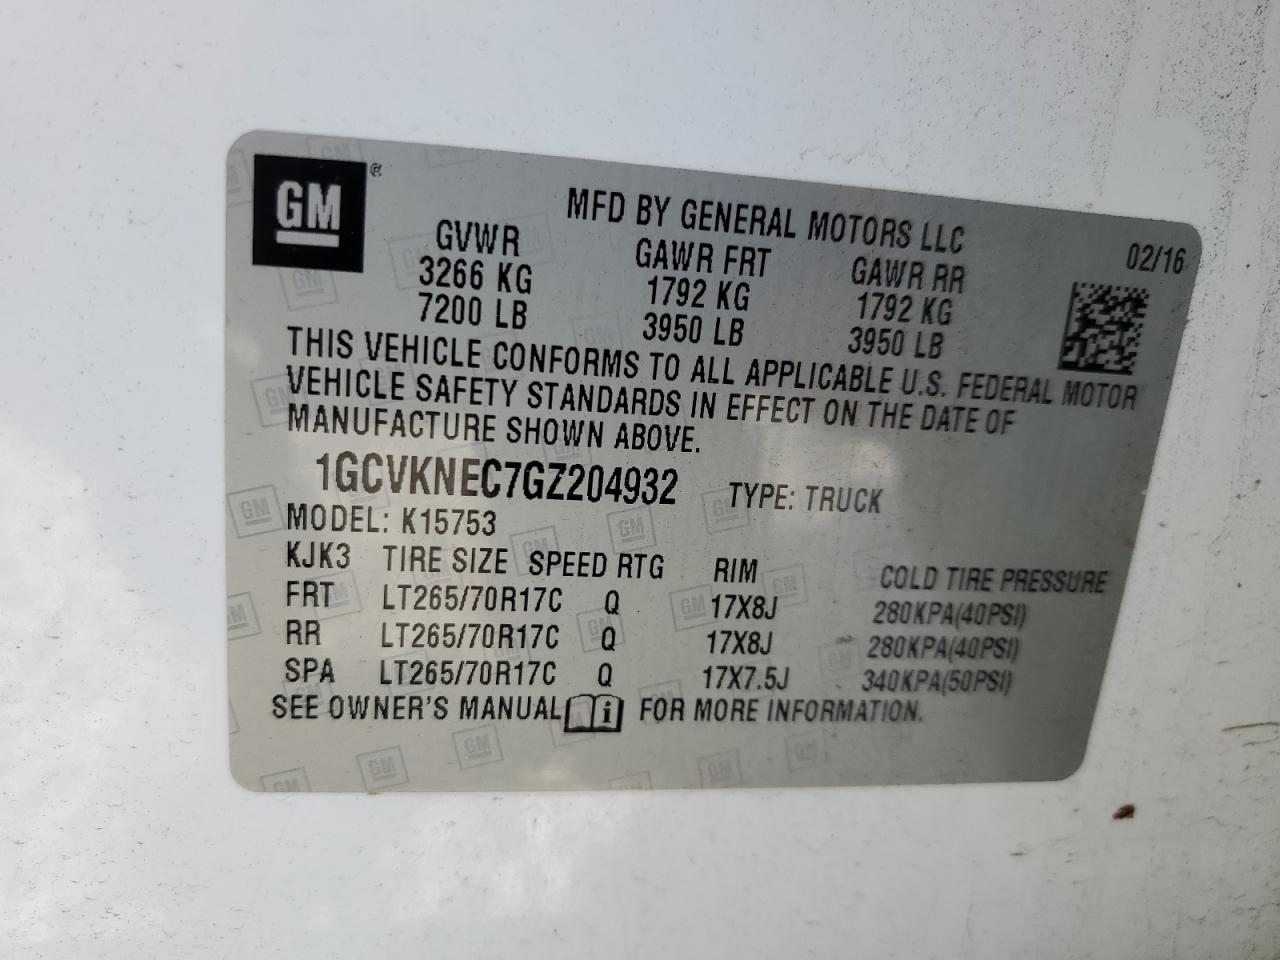 GM ®
MFD BY GENERAL MOTORS LLC
02/16
GVWR GAWR FRT GAWR RR
3266 KG 1792 KG 1792 KG
7200 LB 3950 LB 3950 LB
THIS VEHICLE CONFORMS TO ALL APPLICABLE U.S. FEDERAL MOTOR
VEHICLE SAFETY STANDARDS IN EFFECT ON THE DATE OF
MANUFACTURE SHOWN ABOVE.
1GCVKNEC7GZ204932 TYPE: TRUCK
MODEL: K15753
KJK3 TIRE SIZE SPEED RTG RIM COLD TIRE PRESSURE
FRT LT265/70R17C Q 17X8J 280KPA(40PSI)
RR LT265/70R17C Q 17X8J 280KPA(40PSI)
SPA LT265/70R17C Q 17X7.5J 340KPA(50PSI)
SEE OWNER'S MANUAL i FOR MORE INFORMATION.